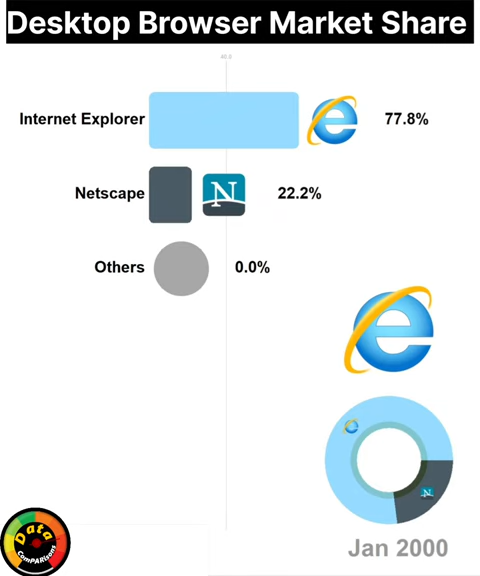 Desktop Browser Market Share
40.0
Internet Explorer 77.8%
Netscape N 22.2%
Others 0.0%
N
Jan 2000
Data
ComPARisons